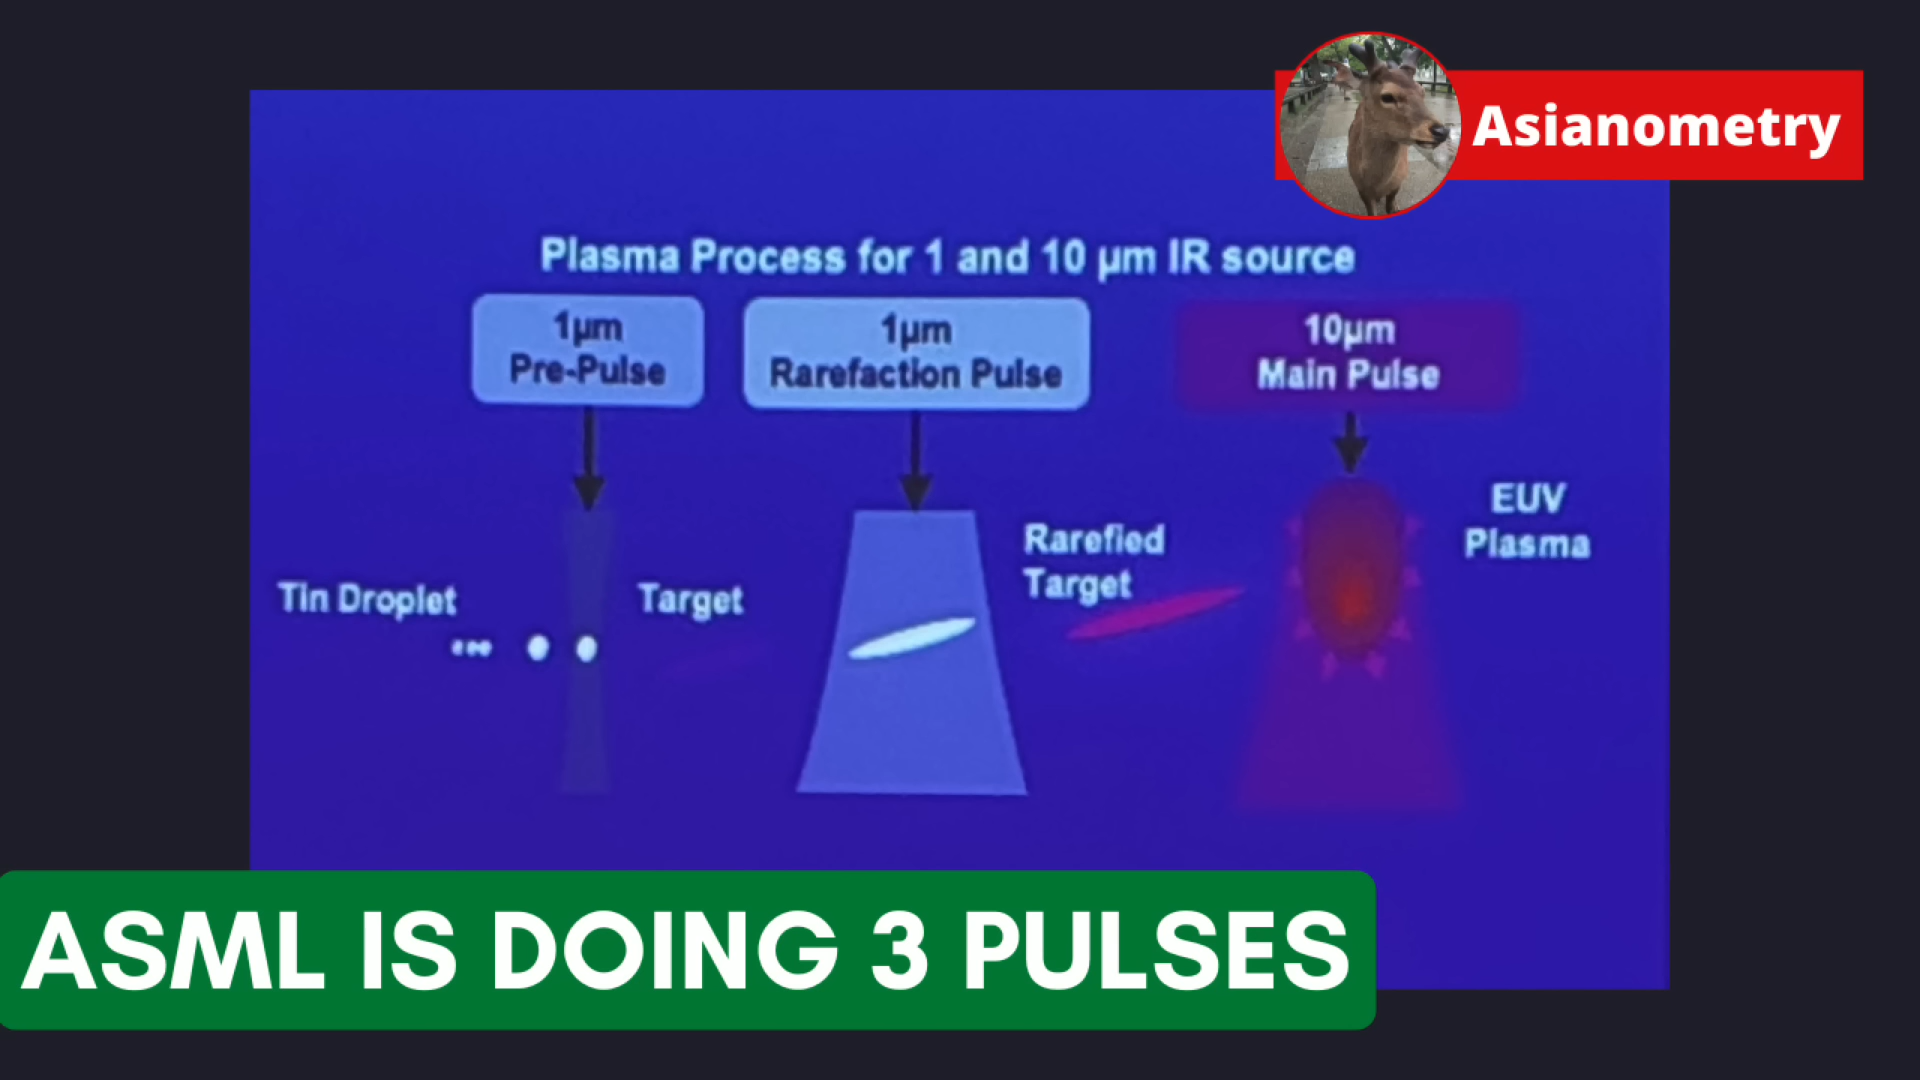 Asianometry
Plasma Process for 1 and 10 µm IR source
1µm
Pre-Pulse
1µm
Rarefaction Pulse
10µm
Main Pulse
EUV
Plasma
Rarefied
Target
Tin Droplet
Target
ASML IS DOING 3 PULSES